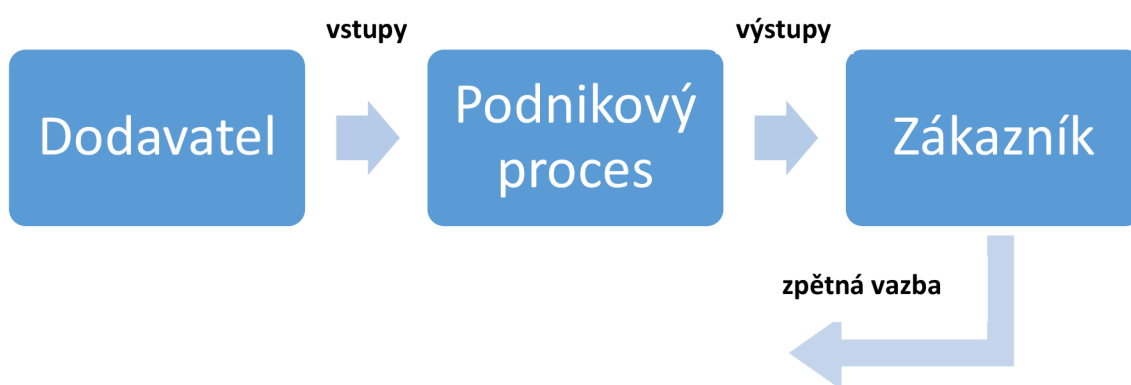 vstupy
výstupy
Dodavatel
Podnikový
proces
Zákazník
zpětná vazba